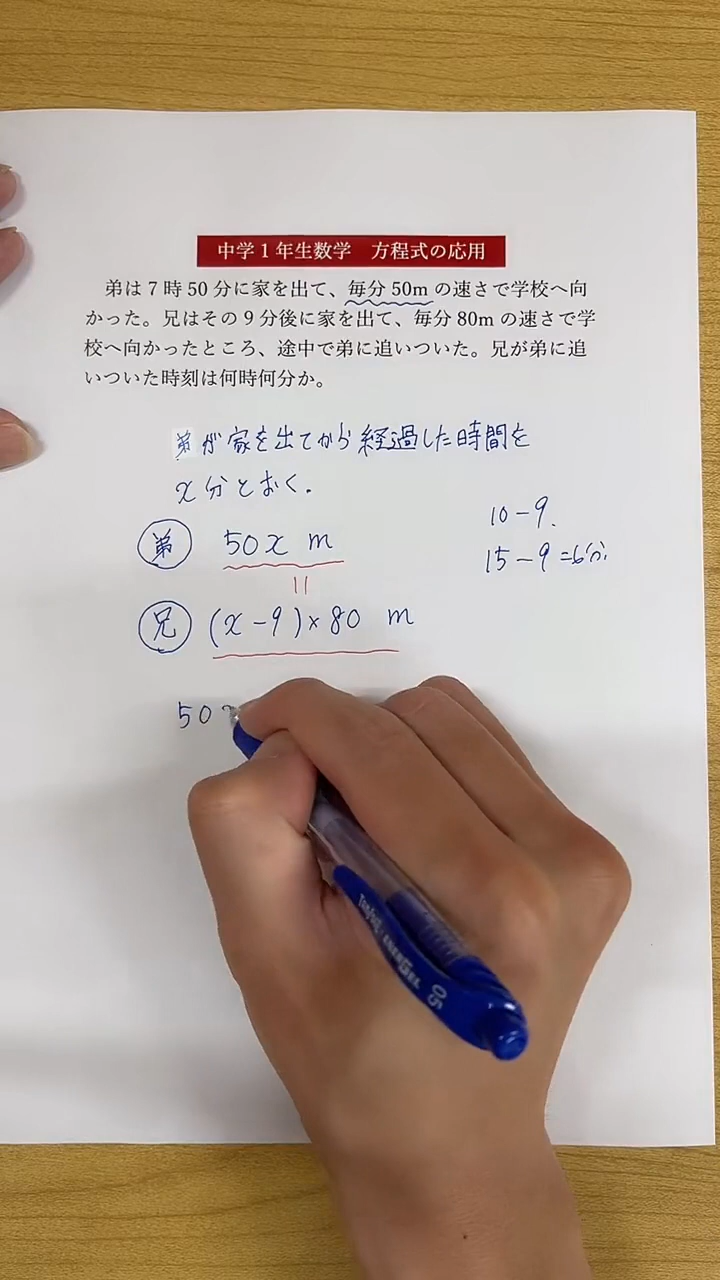 中学1年生数学　方程式の応用
弟は7時50分に家を出て、毎分50mの速さで学校へ向
かった。兄はその9分後に家を出て、毎分80mの速さで学
校へ向かったところ、途中で弟に追いついた。兄が弟に追
いついた時刻は何時何分か。
弟が家を出てから経過した時間を
x分とおく.
10-9.
弟 50x m
15-9=6分.
=
兄 (x-9)×80 m
50x
ENERGEL 05